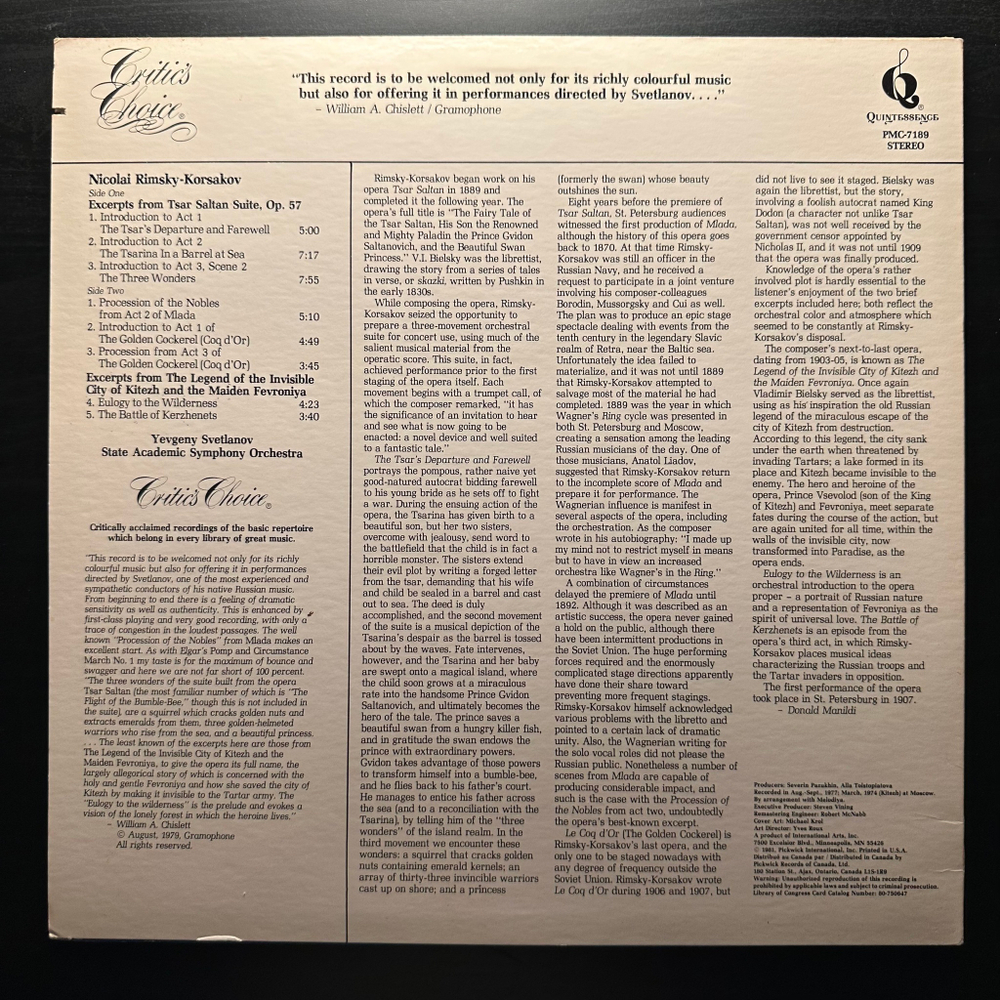 Critic's
Choice®
"This record is to be welcomed not only for its richly colourful music
but also for offering it in performances directed by Svetlanov. . . ."
– William A. Chislett / Gramophone
Q®
QUINTESSENCE
PMC-7189
STEREO
Nicolai Rimsky-Korsakov
Side One
Excerpts from Tsar Saltan Suite, Op. 57
1. Introduction to Act 1
The Tsar's Departure and Farewell 5:00
2. Introduction to Act 2
The Tsarina In a Barrel at Sea 7:17
3. Introduction to Act 3, Scene 2
The Three Wonders 7:55
Side Two
1. Procession of the Nobles
from Act 2 of Mlada 5:10
2. Introduction to Act 1 of
The Golden Cockerel (Coq d'Or) 4:49
3. Procession from Act 3 of
The Golden Cockerel (Coq d'Or) 3:45
Excerpts from The Legend of the Invisible
City of Kitezh and the Maiden Fevroniya
4. Eulogy to the Wilderness 4:23
5. The Battle of Kerzhenets 3:40
Yevgeny Svetlanov
State Academic Symphony Orchestra
Critic's Choice®
Critically acclaimed recordings of the basic repertoire
which belong in every library of great music.
"This record is to be welcomed not only for its richly
colourful music but also for offering it in performances
directed by Svetlanov, one of the most experienced and
sympathetic conductors of his native Russian music.
From beginning to end there is a feeling of dramatic
sensitivity as well as authenticity. This is enhanced by
first-class playing and very good recording, with only a
trace of congestion in the loudest passages. The well
known "Procession of the Nobles" from Mlada makes an
excellent start. As with Elgar's Pomp and Circumstance
March No. 1 my taste is for the maximum of bounce and
swagger and here we are not far short of 100 percent.
"The three wonders of the suite built from the opera
Tsar Saltan (the most familiar number of which is "The
Flight of the Bumble-Bee," though this is not included in
the suite), are a squirrel which cracks golden nuts and
extracts emeralds from them, three golden-helmeted
warriors who rise from the sea, and a beautiful princess.
. . . The least known of the excerpts here are those from
The Legend of the Invisible City of Kitezh and the
Maiden Fevroniya, to give the opera its full name, the
largely allegorical story of which is concerned with the
holy and gentle Fevroniya and how she saved the city of
Kitezh by making it invisible to the Tartar army. The
"Eulogy to the wilderness" is the prelude and evokes a
vision of the lonely forest in which the heroine lives."
– William A. Chislett
© August, 1979, Gramophone
All rights reserved.
Rimsky-Korsakov began work on his
opera Tsar Saltan in 1889 and
completed it the following year. The
opera's full title is "The Fairy Tale of
the Tsar Saltan, His Son the Renowned
and Mighty Paladin the Prince Gvidon
Saltanovich, and the Beautiful Swan
Princess." V.I. Bielsky was the librettist,
drawing the story from a series of tales
in verse, or skazki, written by Pushkin in
the early 1830s.
While composing the opera, Rimsky-
Korsakov seized the opportunity to
prepare a three-movement orchestral
suite for concert use, using much of the
salient musical material from the
operatic score. This suite, in fact,
achieved performance prior to the first
staging of the opera itself. Each
movement begins with a trumpet call, of
which the composer remarked, "it has
the significance of an invitation to hear
and see what is now going to be
enacted: a novel device and well suited
to a fantastic tale."
The Tsar's Departure and Farewell
portrays the pompous, rather naive yet
good-natured autocrat bidding farewell
to his young bride as he sets off to fight
a war. During the ensuing action of the
opera, the Tsarina has given birth to a
beautiful son, but her two sisters,
overcome with jealousy, send word to
the battlefield that the child is in fact a
horrible monster. The sisters extend
their evil plot by writing a forged letter
from the tsar, demanding that his wife
and child be sealed in a barrel and cast
out to sea. The deed is duly
accomplished, and the second movement
of the suite is a musical depiction of the
Tsarina's despair as the barrel is tossed
about by the waves. Fate intervenes,
however, and the Tsarina and her baby
are swept onto a magical island, where
the child soon grows at a miraculous
rate into the handsome Prince Gvidon
Saltanovich, and ultimately becomes the
hero of the tale. The prince saves a
beautiful swan from a hungry killer fish,
and in gratitude the swan endows the
prince with extraordinary powers.
Gvidon takes advantage of those powers
to transform himself into a bumble-bee,
and he flies back to his father's court.
He manages to entice his father across
the sea (and to a reconciliation with the
Tsarina), by telling him of the "three
wonders" of the island realm. In the
third movement we encounter these
wonders: a squirrel that cracks golden
nuts containing emerald kernels; an
array of thirty-three invincible warriors
cast up on shore; and a princess
(formerly the swan) whose beauty
outshines the sun.
Eight years before the premiere of
Tsar Saltan, St. Petersburg audiences
witnessed the first production of Mlada,
although the history of this opera goes
back to 1870. At that time Rimsky-
Korsakov was still an officer in the
Russian Navy, and he received a
request to participate in a joint venture
involving his composer-colleagues
Borodin, Mussorgsky and Cui as well.
The plan was to produce an epic stage
spectacle dealing with events from the
tenth century in the legendary Slavic
realm of Retra, near the Baltic sea.
Unfortunately the idea failed to
materialize, and it was not until 1889
that Rimsky-Korsakov attempted to
salvage most of the material he had
completed. 1889 was the year in which
Wagner's Ring cycle was presented in
both St. Petersburg and Moscow,
creating a sensation among the leading
Russian musicians of the day. One of
those musicians, Anatol Liadov,
suggested that Rimsky-Korsakov return
to the incomplete score of Mlada and
prepare it for performance. The
Wagnerian influence is manifest in
several aspects of the opera, including
the orchestration. As the composer
wrote in his autobiography: "I made up
my mind not to restrict myself in means
but to have in view an increased
orchestra like Wagner's in the Ring."
A combination of circumstances
delayed the premiere of Mlada until
1892. Although it was described as an
artistic success, the opera never gained
a hold on the public, although there
have been intermittent productions in
the Soviet Union. The huge performing
forces required and the enormously
complicated stage directions apparently
have done their share toward
preventing more frequent stagings.
Rimsky-Korsakov himself acknowledged
various problems with the libretto and
pointed to a certain lack of dramatic
unity. Also, the Wagnerian writing for
the solo vocal roles did not please the
Russian public. Nonetheless a number of
scenes from Mlada are capable of
producing considerable impact, and
such is the case with the Procession of
the Nobles from act two, undoubtedly
the opera's best-known excerpt.
Le Coq d'Or (The Golden Cockerel) is
Rimsky-Korsakov's last opera, and the
only one to be staged nowadays with
any degree of frequency outside the
Soviet Union. Rimsky-Korsakov wrote
Le Coq d'Or during 1906 and 1907, but
did not live to see it staged. Bielsky was
again the librettist, but the story,
involving a foolish autocrat named King
Dodon (a character not unlike Tsar
Saltan), was not well received by the
government censor appointed by
Nicholas II, and it was not until 1909
that the opera was finally produced.
Knowledge of the opera's rather
involved plot is hardly essential to the
listener's enjoyment of the two brief
excerpts included here; both reflect the
orchestral color and atmosphere which
seemed to be constantly at Rimsky-
Korsakov's disposal.
The composer's next-to-last opera,
dating from 1903-05, is known as The
Legend of the Invisible City of Kitezh and
the Maiden Fevroniya. Once again
Vladimir Bielsky served as the librettist,
using as his inspiration the old Russian
legend of the miraculous escape of the
city of Kitezh from destruction.
According to this legend, the city sank
under the earth when threatened by
invading Tartars; a lake formed in its
place and Kitezh became invisible to the
enemy. The hero and heroine of the
opera, Prince Vsevolod (son of the King
of Kitezh) and Fevroniya, meet separate
fates during the course of the action, but
are again united for all time, within the
walls of the invisible city, now
transformed into Paradise, as the
opera ends.
Eulogy to the Wilderness is an
orchestral introduction to the opera
proper – a portrait of Russian nature
and a representation of Fevroniya as the
spirit of universal love. The Battle of
Kerzhenets is an episode from the
opera's third act, in which Rimsky-
Korsakov places musical ideas
characterizing the Russian troops and
the Tartar invaders in opposition.
The first performance of the opera
took place in St. Petersburg in 1907.
– Donald Manildi
Producers: Severin Pazukhin, Alla Tsistopistova
Recorded in Aug.-Sept., 1977; March, 1974 (Kitezh) at Moscow.
By arrangement with Melodiya.
Executive Producer: Steven Vining
Remastering Engineer: Robert McNabb
Cover Art: Michael Krel
Art Director: Yves Roux
A product of International Arts, Inc.
7500 Excelsior Blvd., Minneapolis, MN 55426
© 1981, Pickwick International, Inc. Printed in U.S.A.
Distribué au Canada par / Distributed in Canada by
Pickwick Records of Canada, Ltd.
180 Station St., Ajax, Ontario, Canada L1S-1R9
Warning: Unauthorized reproduction of this recording is
prohibited by applicable laws and subject to criminal prosecution.
Library of Congress Card Catalog Number: 80-750647